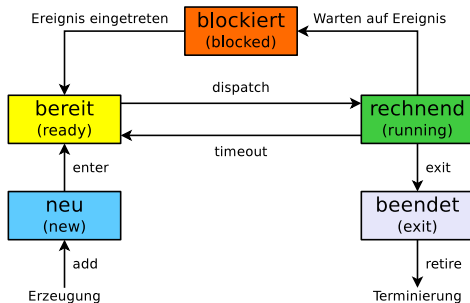 Ereignis eingetreten
blockiert
(blocked)
Warten auf Ereignis
bereit
(ready)
dispatch
timeout
rechnend
(running)
enter
exit
neu
(new)
beendet
(exit)
add
retire
Erzeugung
Terminierung